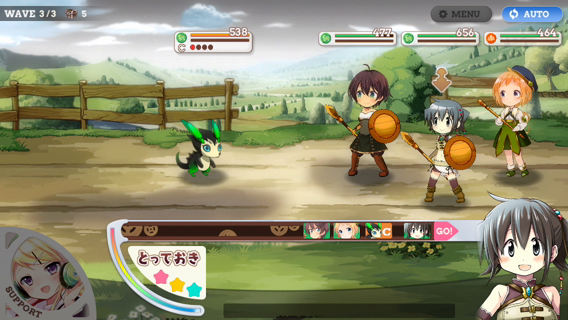 WAVE 3/3 5
MENU
AUTO
538
C
477
656
464
C
GO!
とっておき
SUPPORT